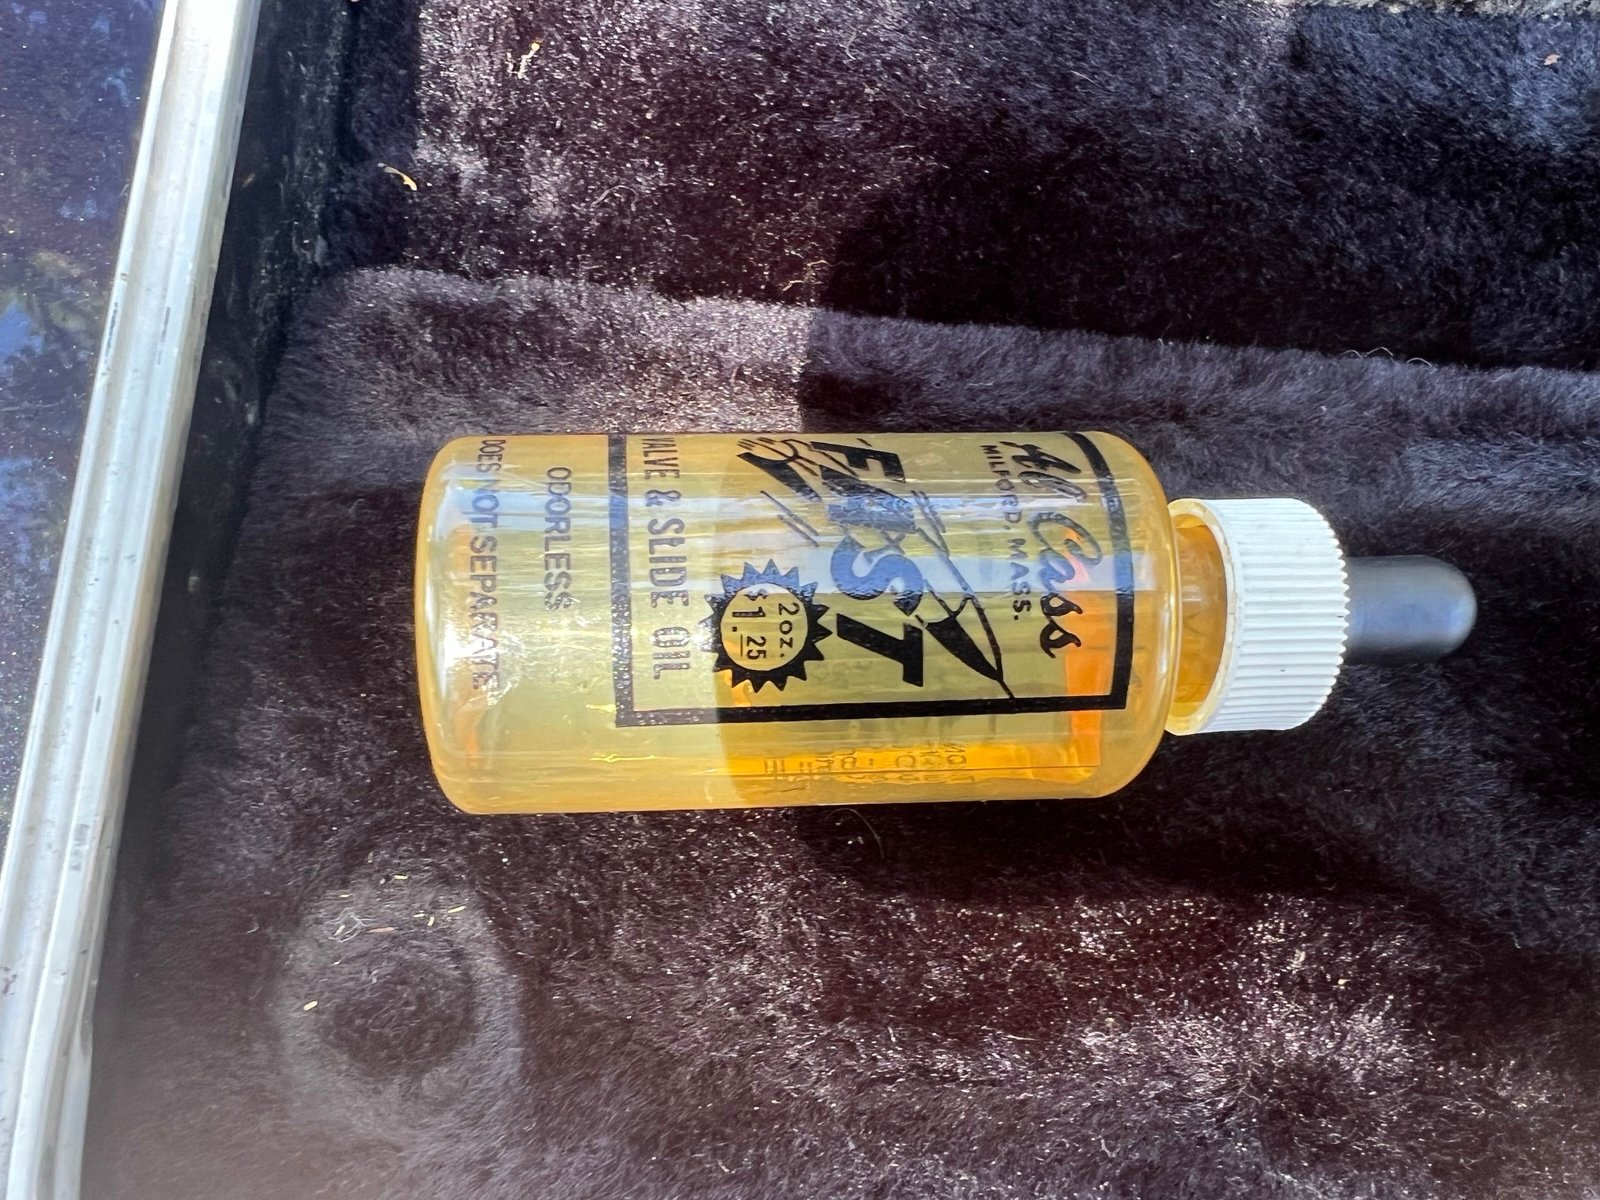 Al Cass
MILFORD, MASS.
"FAST"
2 oz.
$1.25
VALVE & SLIDE OIL
ODORLESS
DOES NOT SEPARATE